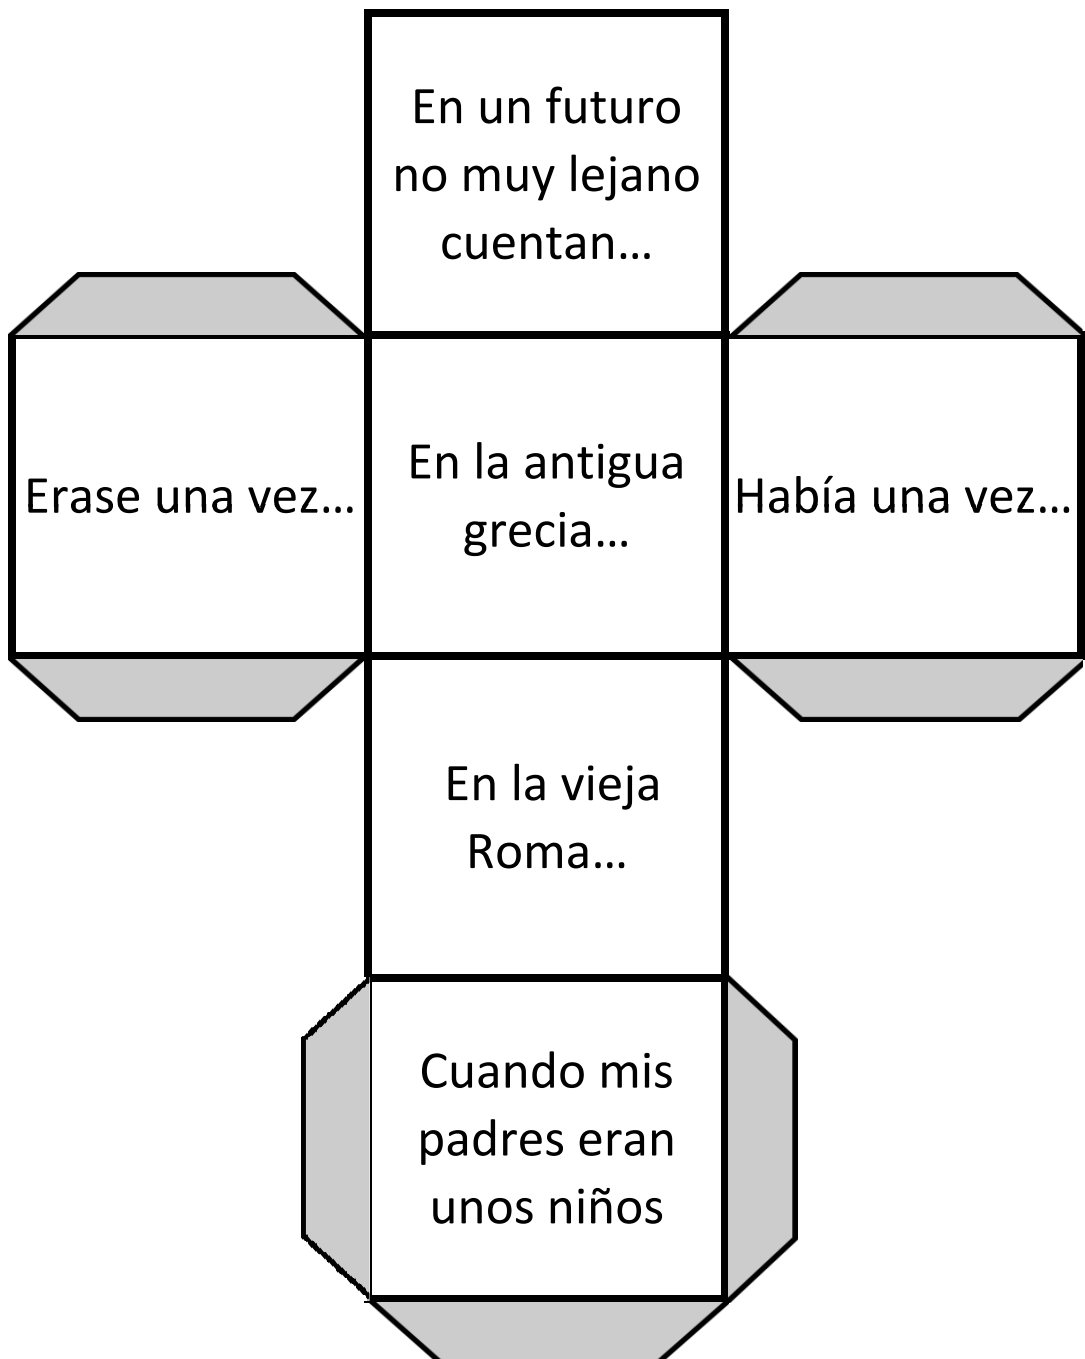 En un futuro
no muy lejano
cuentan...
Erase una vez...
En la antigua
grecia...
Había una vez...
En la vieja
Roma...
Cuando mis
padres eran
unos niños